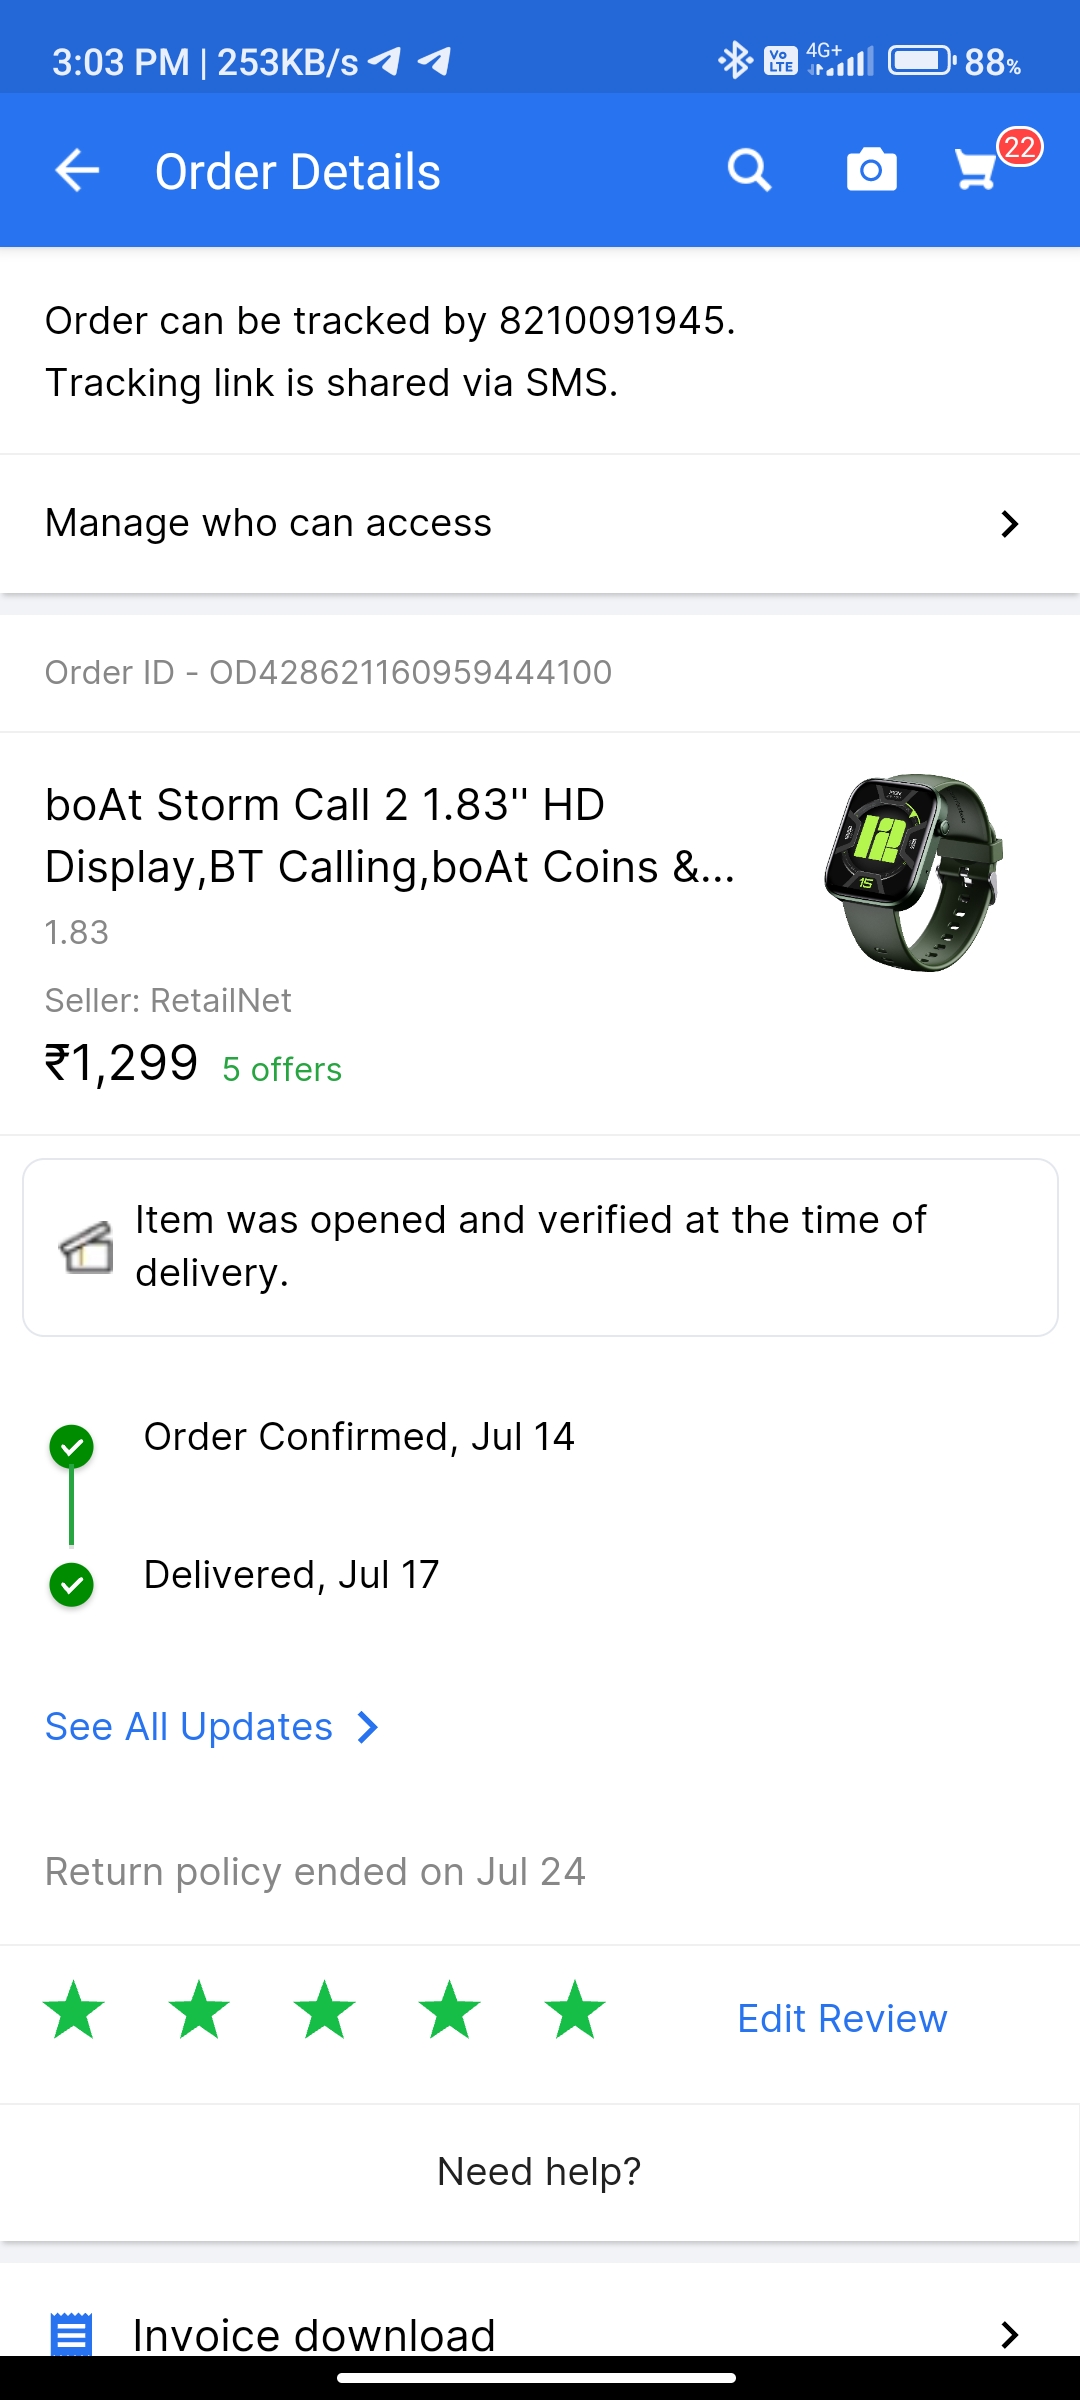 3:03 PM | 253KB/s
Vo LTE 4G+ 88%
Order Details
22
Order can be tracked by 8210091945.
Tracking link is shared via SMS.
Manage who can access
Order ID - OD428621160959444100
boAt Storm Call 2 1.83'' HD
Display,BT Calling,boAt Coins &...
12
15
1.83
Seller: RetailNet
₹1,299 5 offers
Item was opened and verified at the time of
delivery.
Order Confirmed, Jul 14
Delivered, Jul 17
See All Updates
Return policy ended on Jul 24
Edit Review
Need help?
Invoice download